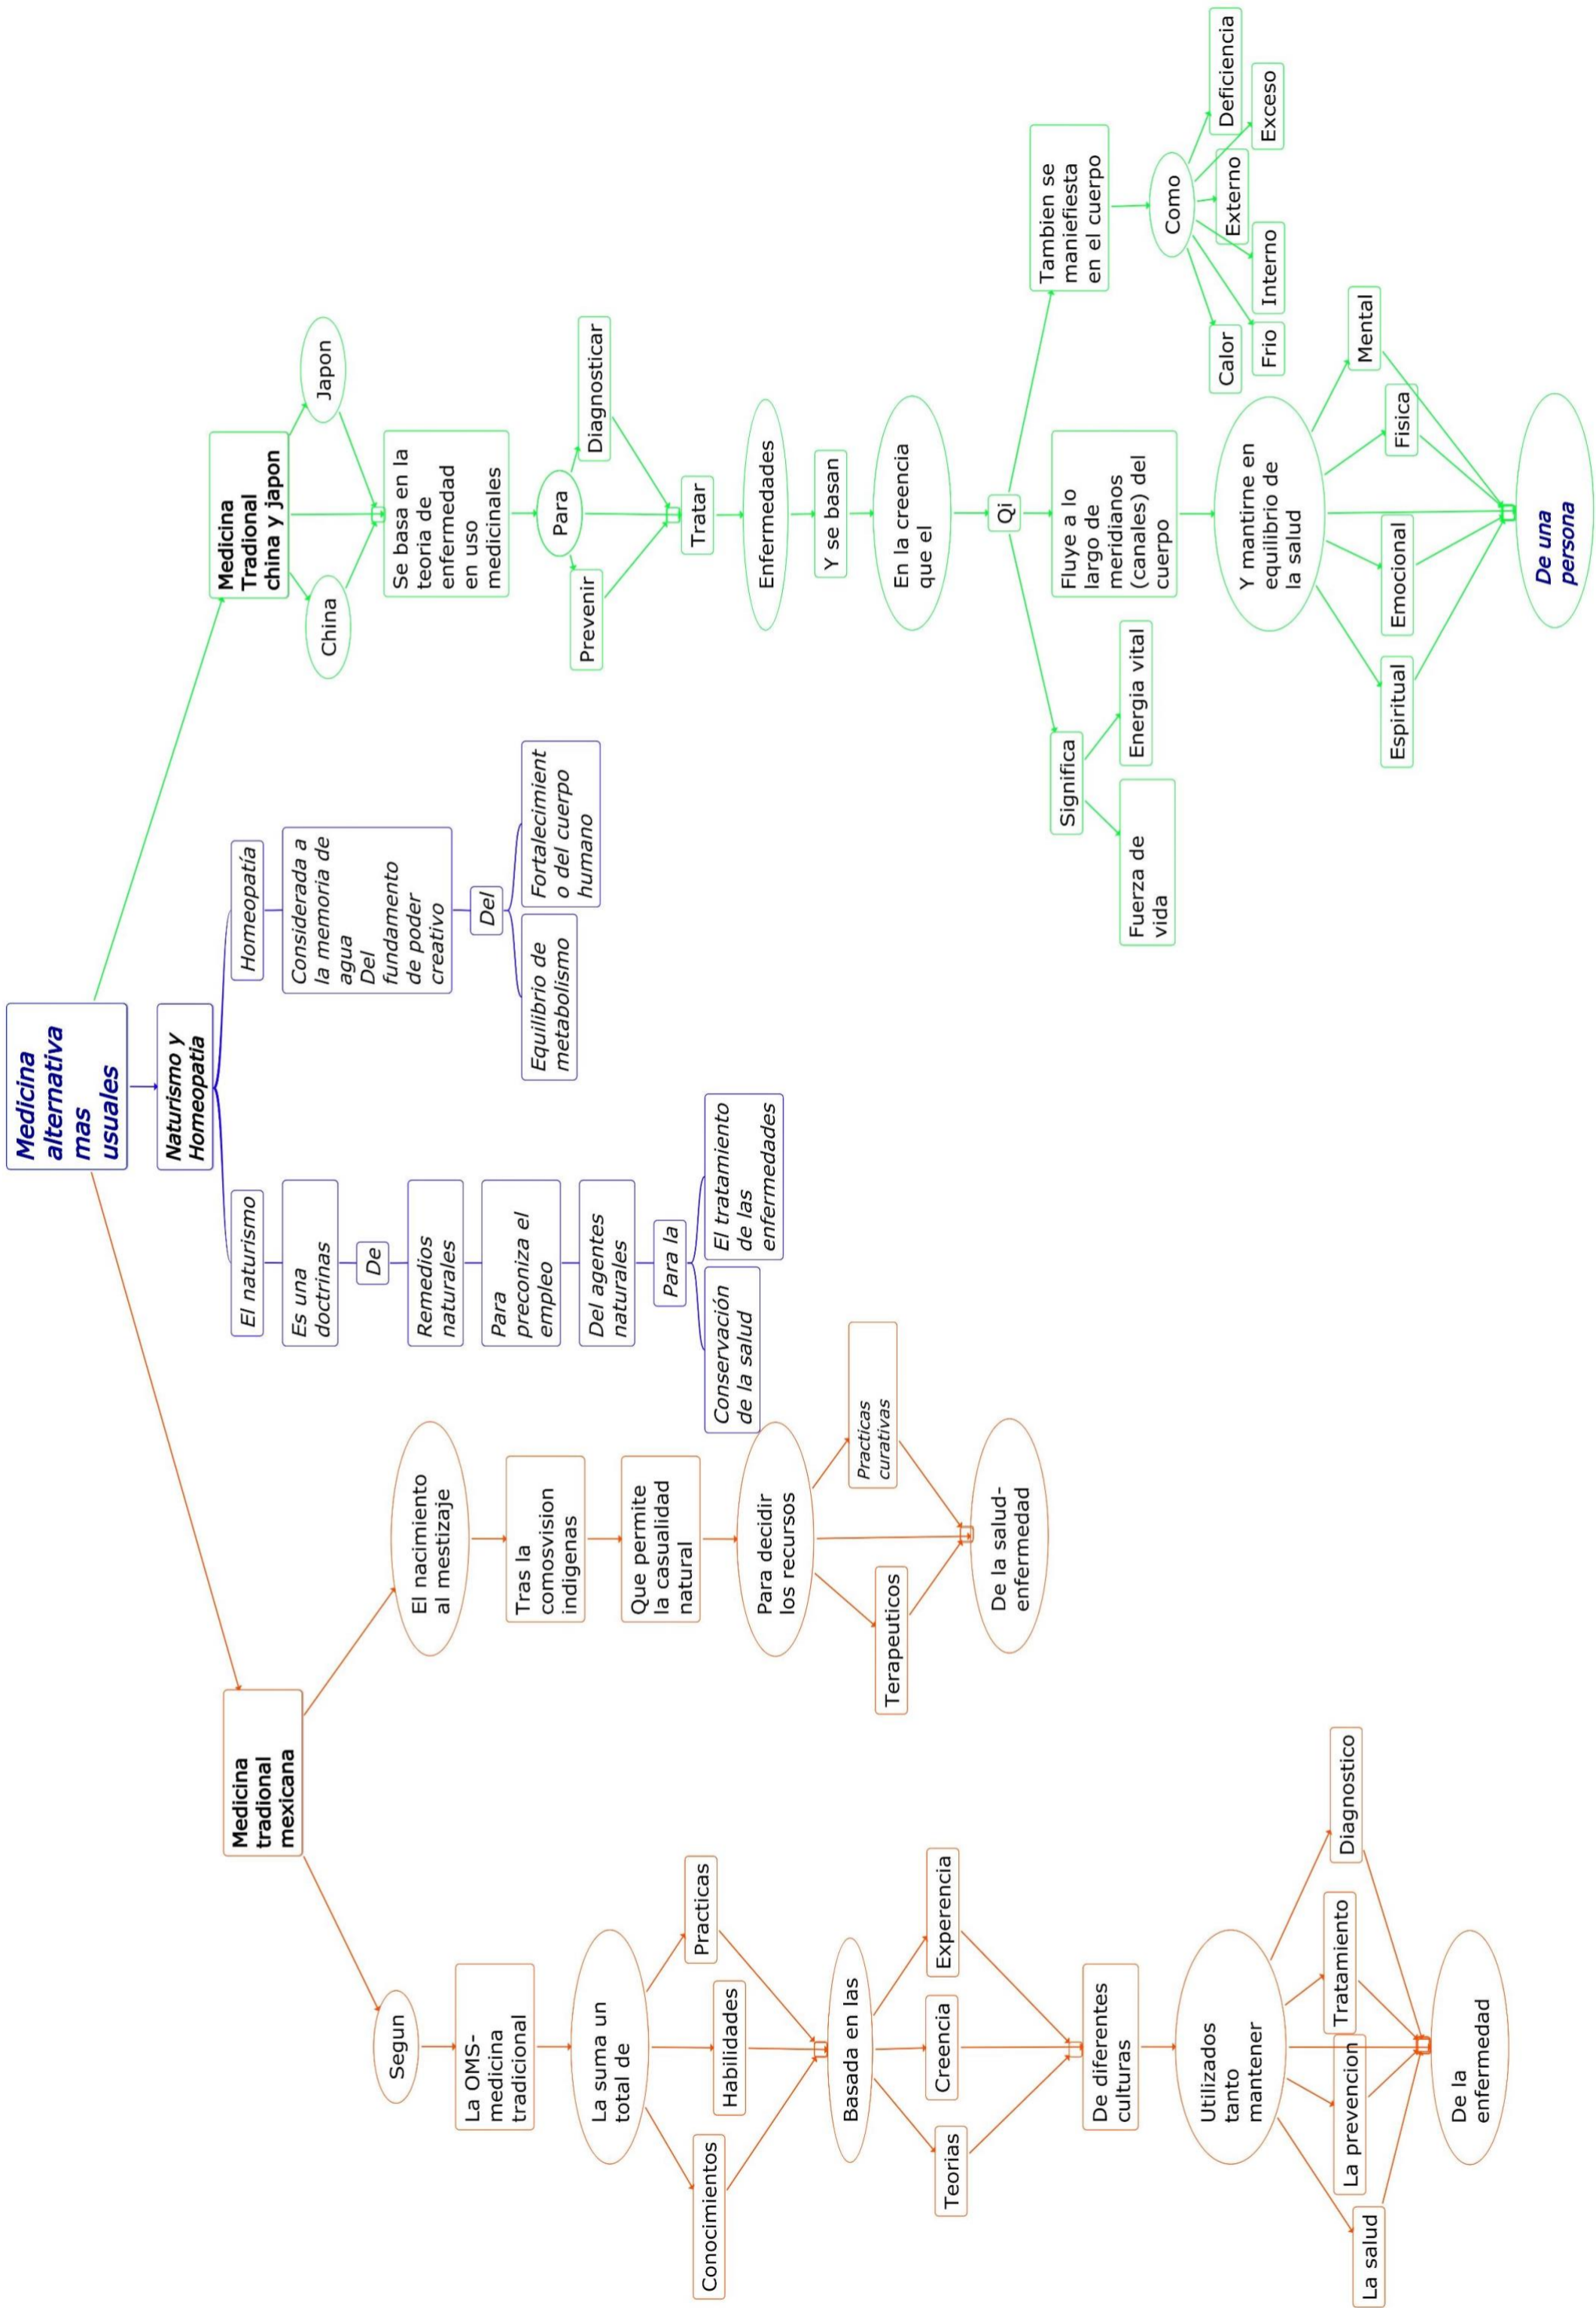 Medicina
alternativa
mas
usuales
Medicina
tradional
mexicana
Segun
La OMS-
medicina
tradicional
La suma un
total de
Conocimientos
Habilidades
Practicas
Basada en las
Teorias
Creencia
Experencia
De diferentes
culturas
Utilizados
tanto
mantener
La salud
La prevencion
Tratamiento
Diagnostico
De la
enfermedad
El nacimiento
al mestizaje
Tras la
comosvision
indigenas
Que permite
la casualidad
natural
Para decidir
los recursos
Terapeuticos
Practicas
curativas
De la salud-
enfermedad
Naturismo y
Homeopatia
El naturismo
Es una
doctrinas
De
Remedios
naturales
Para
preconiza el
empleo
Del agentes
naturales
Para la
Conservación
de la salud
El tratamiento
de las
enfermedades
Homeopatía
Considerada a
la memoria de
agua
Del
fundamento
de poder
creativo
Del
Equilibrio de
metabolismo
Fortalecimient
o del cuerpo
humano
Medicina
Tradional
china y japon
China
Japon
Se basa en la
teoria de
enfermedad
en uso
medicinales
Para
Prevenir
Diagnosticar
Tratar
Enfermedades
Y se basan
En la creencia
que el
Qi
Significa
Fuerza de
vida
Energia vital
Fluye a lo
largo de
meridianos
(canales) del
cuerpo
Y mantirne en
equilibrio de
la salud
Espiritual
Emocional
Fisica
Mental
De una
persona
Tambien se
maniefiesta
en el cuerpo
Como
Calor
Frio
Interno
Externo
Exceso
Deficiencia